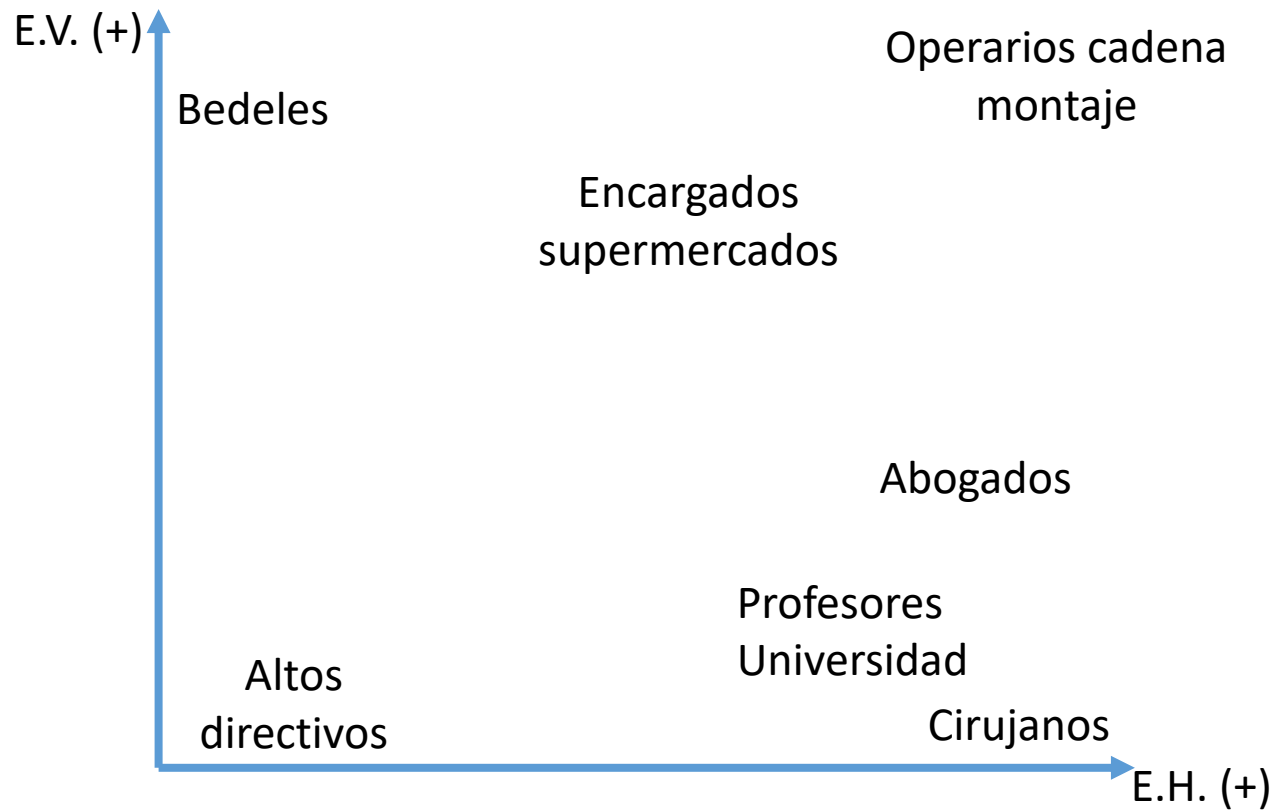 E.V. (+)
Operarios cadena
montaje
Bedeles
Encargados
supermercados
Abogados
Profesores
Universidad
Altos
directivos
Cirujanos
E.H. (+)